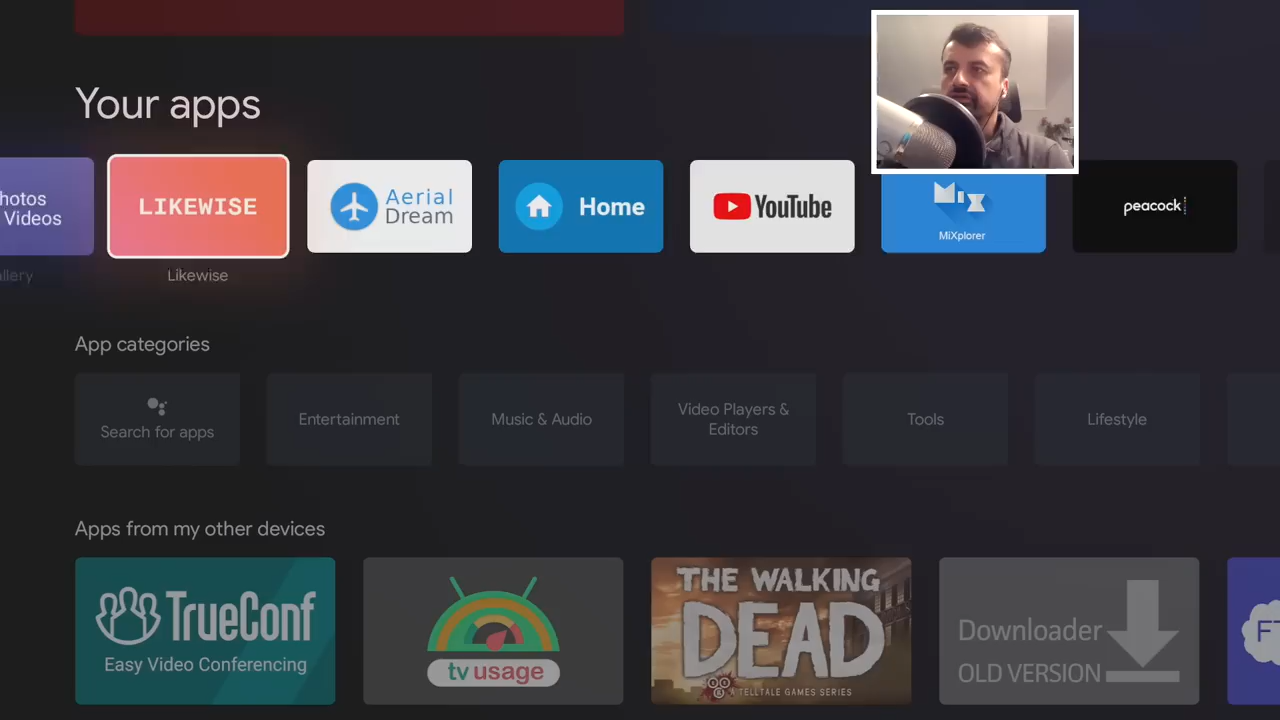 Your apps
hotos
Videos
LIKEWISE
Aerial
Dream
Home
YouTube
MiXplorer
peacock
llery
Likewise
App categories
Search for apps
Entertainment
Music & Audio
Video Players &
Editors
Tools
Lifestyle
Apps from my other devices
TrueConf
Easy Video Conferencing
tv usage
THE WALKING
DEAD
A TELLTALE GAMES SERIES
Downloader
OLD VERSION
FT